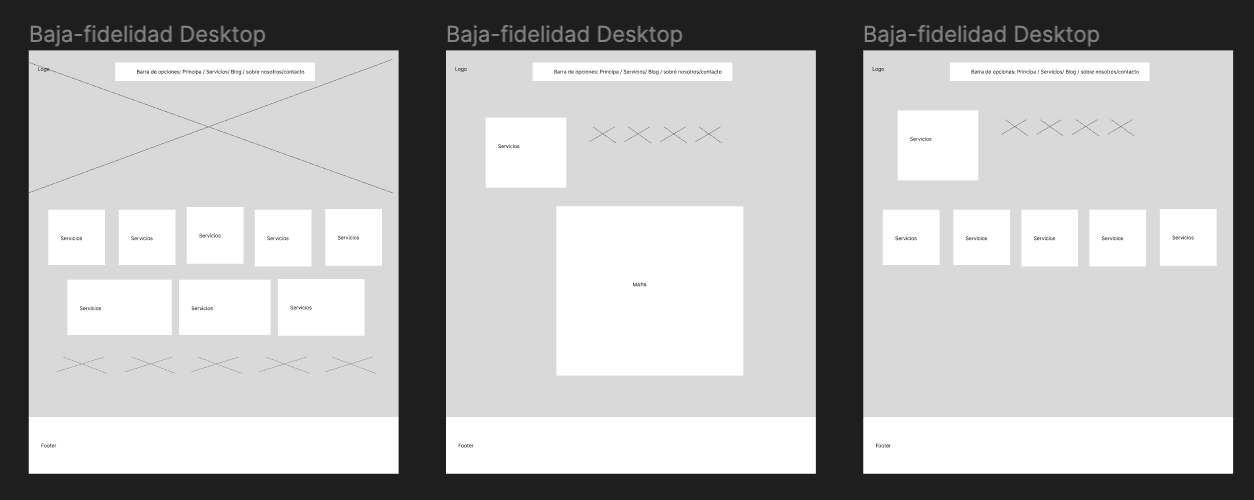 Baja-fidelidad Desktop
Logo
Barra de opciones: Principa / Servicios/ Blog / sobre nosotros/contacto
Servicios
Servicios
Servicios
Servicios
Servicios
Servicios
Servicios
Servicios
Footer
Baja-fidelidad Desktop
Logo
Barra de opciones: Principa / Servicios/ Blog / sobre nosotros/contacto
Servicios
MAPA
Footer
Baja-fidelidad Desktop
Logo
Barra de opciones: Principa / Servicios/ Blog / sobre nosotros/contacto
Servicios
Servicios
Servicios
Servicios
Servicios
Servicios
Footer